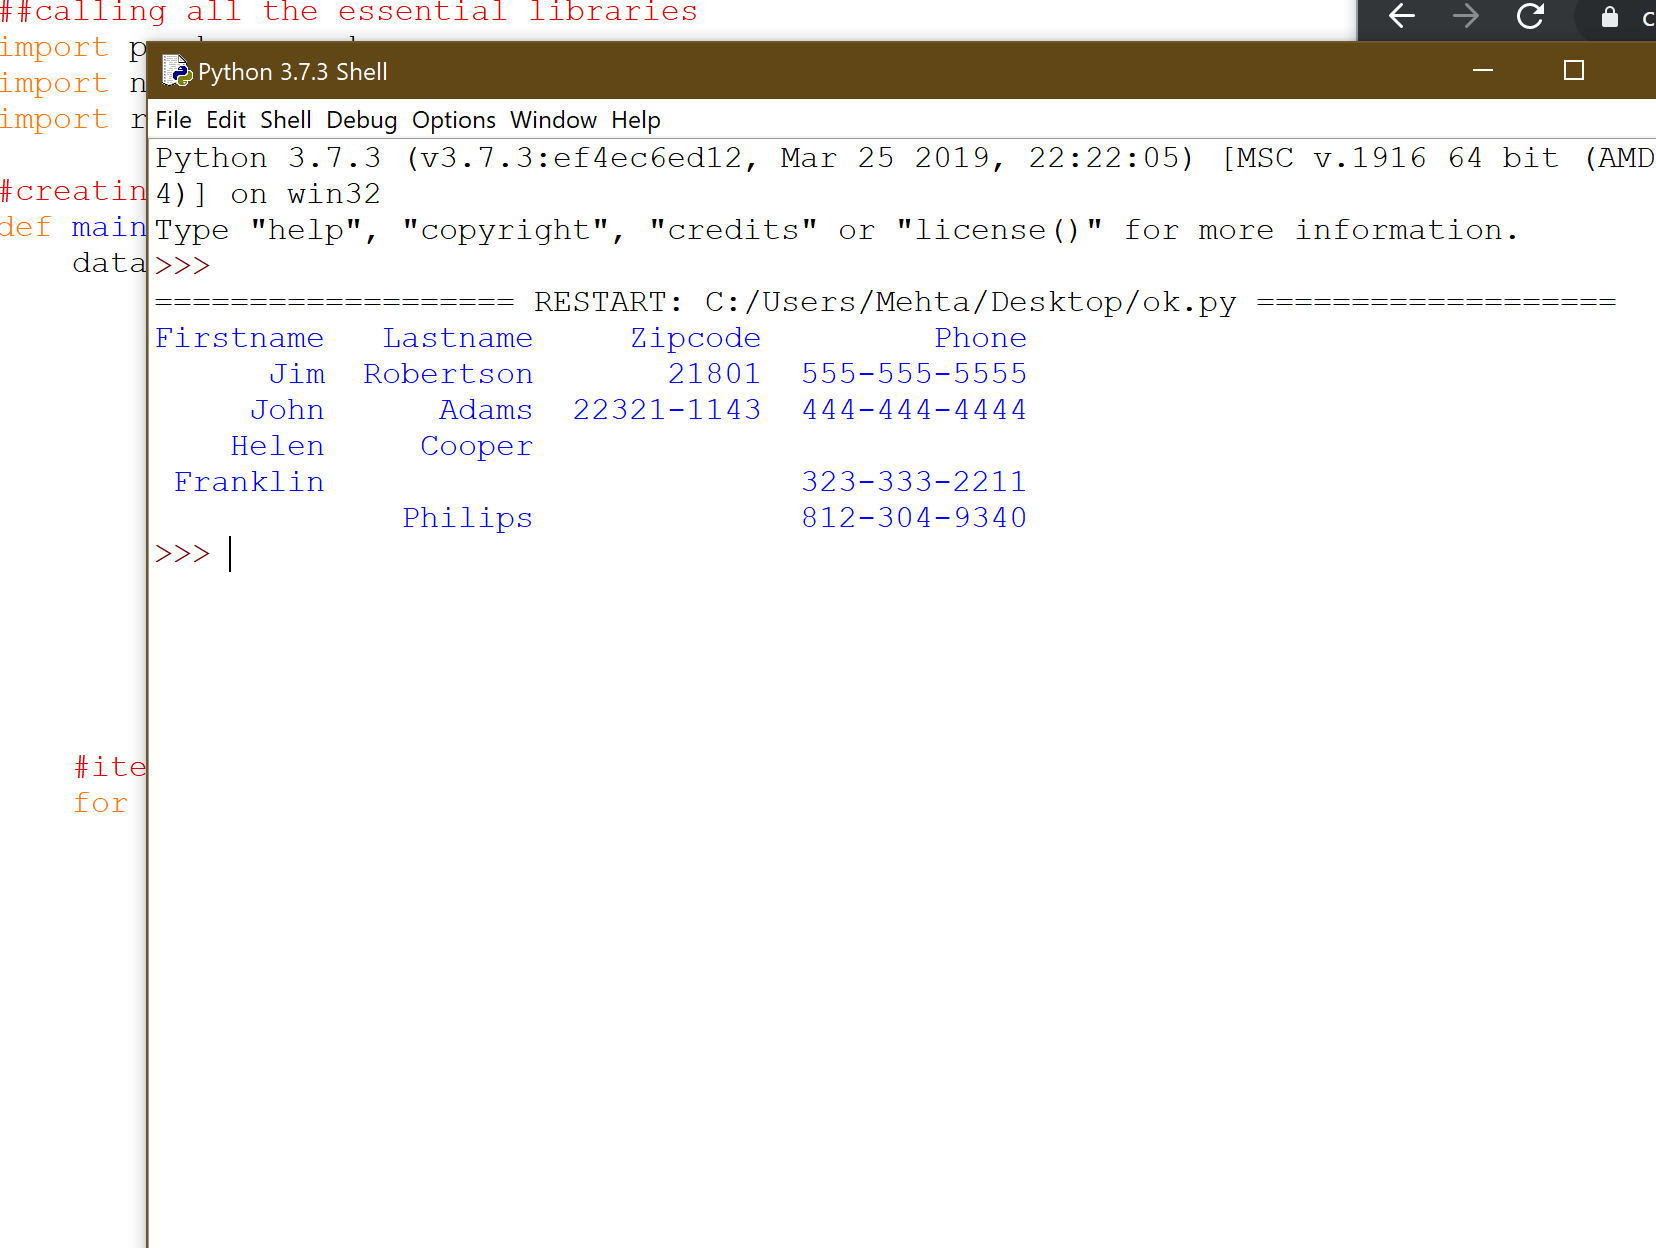 ##calling all the essential libraries
import
import
import
#creatin
def main
data
#ite
for
Python 3.7.3 Shell
File Edit Shell Debug Options Window Help
Python 3.7.3 (v3.7.3:ef4ec6ed12, Mar 25 2019, 22:22:05) [MSC v.1916 64 bit (AMD
4)] on win32
Type "help", "copyright", "credits" or "license()" for more information.
>>>
=================== RESTART: C:/Users/Mehta/Desktop/ok.py ===================
Firstname Lastname Zipcode Phone
Jim Robertson 21801 555-555-5555
John Adams 22321-1143 444-444-4444
Helen Cooper
Franklin 323-333-2211
Philips 812-304-9340
>>>